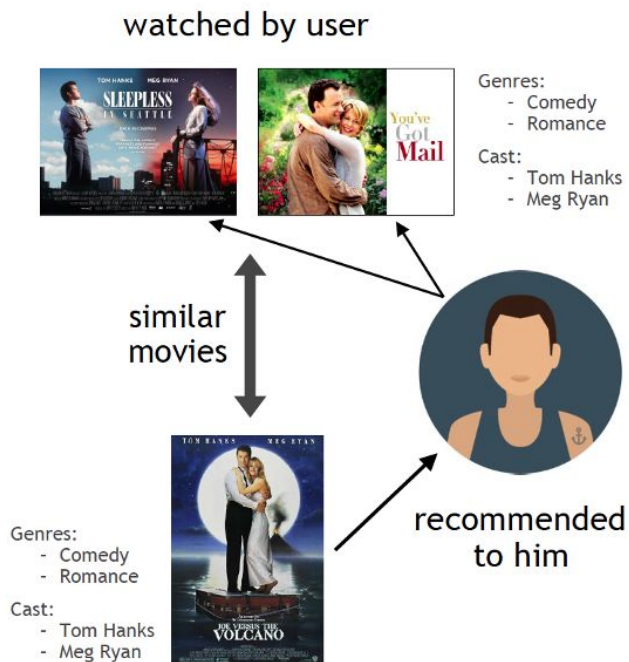 watched by user
TOM HANKS MEG RYAN
SLEEPLESS
IN SEATTLE
You've
Got
Mail
Genres:
- Comedy
- Romance
Cast:
- Tom Hanks
- Meg Ryan
similar
movies
TOM HANKS MEG RYAN
JOE VERSUS THE
VOLCANO
recommended
to him
Genres:
- Comedy
- Romance
Cast:
- Tom Hanks
- Meg Ryan